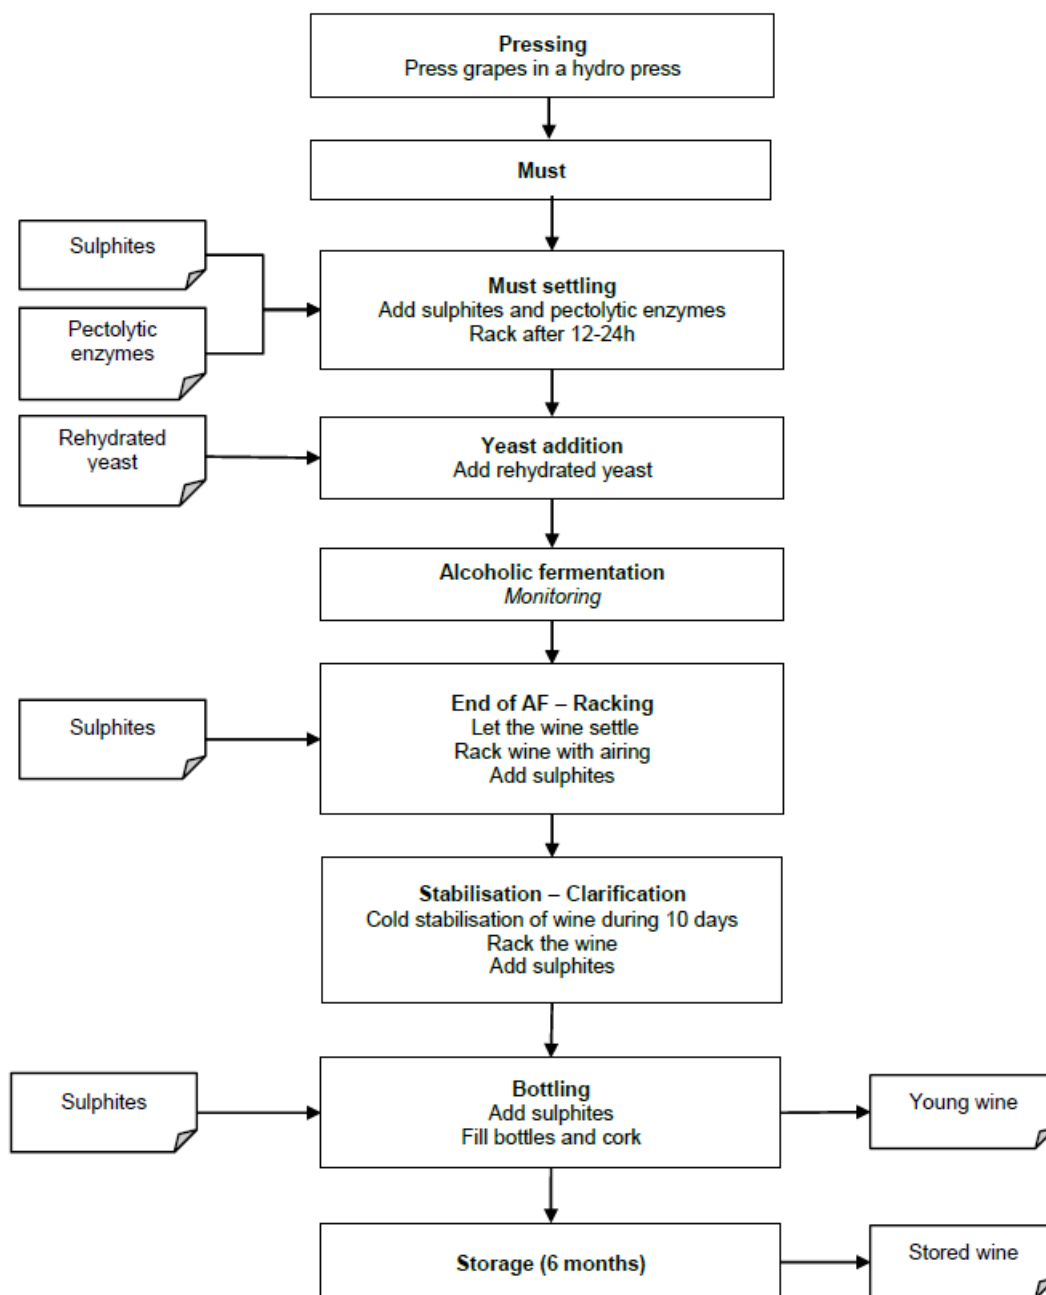 Pressing
Press grapes in a hydro press
Must
Sulphites
Pectolytic
enzymes
Must settling
Add sulphites and pectolytic enzymes
Rack after 12-24h
Rehydrated
yeast
Yeast addition
Add rehydrated yeast
Alcoholic fermentation
Monitoring
Sulphites
End of AF – Racking
Let the wine settle
Rack wine with airing
Add sulphites
Stabilisation – Clarification
Cold stabilisation of wine during 10 days
Rack the wine
Add sulphites
Sulphites
Bottling
Add sulphites
Fill bottles and cork
Young wine
Storage (6 months)
Stored wine